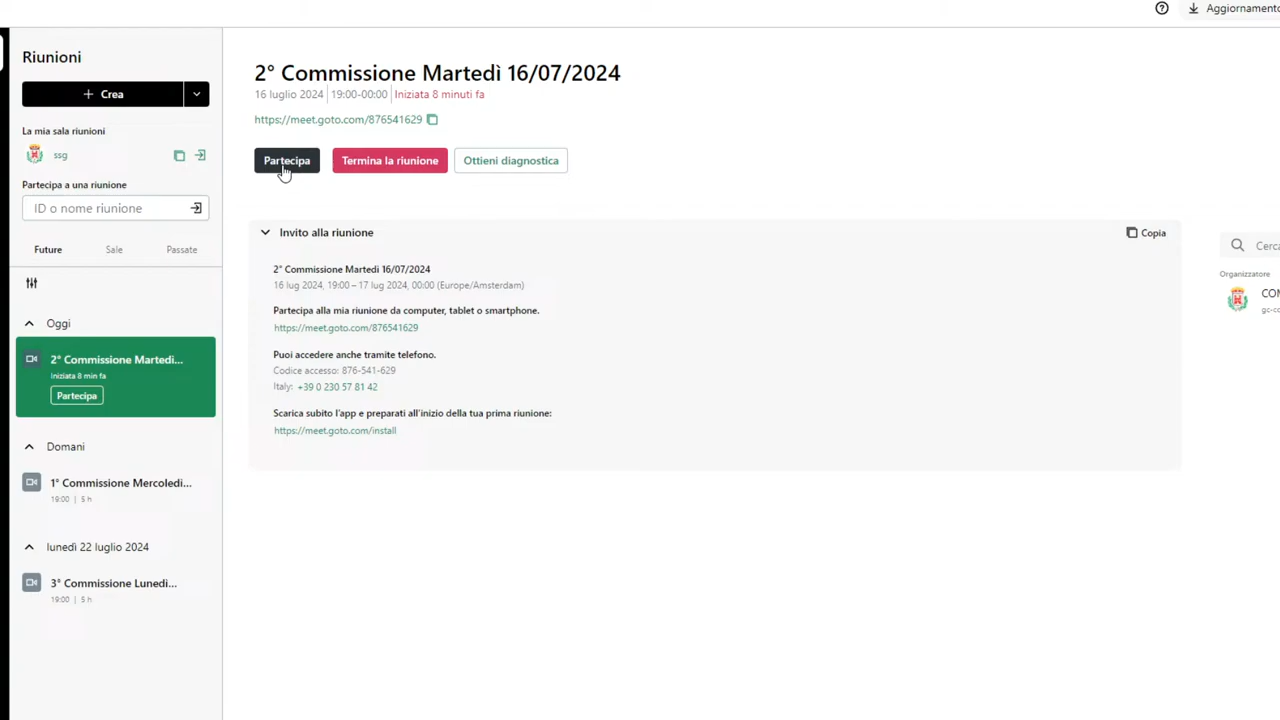 Aggiornamento
Riunioni
+ Crea
La mia sala riunioni
ssg
Partecipa a una riunione
ID o nome riunione
Future Sale Passate
Oggi
2° Commissione Martedì...
Iniziata 8 min fa
Partecipa
Domani
1° Commissione Mercoledì...
19:00 | 5 h
lunedì 22 luglio 2024
3° Commissione Lunedì...
19:00 | 5 h
2° Commissione Martedì 16/07/2024
16 luglio 2024 | 19:00-00:00 | Iniziata 8 minuti fa
https://meet.goto.com/876541629
Partecipa Termina la riunione Ottieni diagnostica
Invito alla riunione Copia
2° Commissione Martedì 16/07/2024
16 lug 2024, 19:00 – 17 lug 2024, 00:00 (Europe/Amsterdam)
Partecipa alla mia riunione da computer, tablet o smartphone.
https://meet.goto.com/876541629
Puoi accedere anche tramite telefono.
Codice accesso: 876-541-629
Italy: +39 0 230 57 81 42
Scarica subito l'app e preparati all'inizio della tua prima riunione:
https://meet.goto.com/install
Cerca
Organizzatore